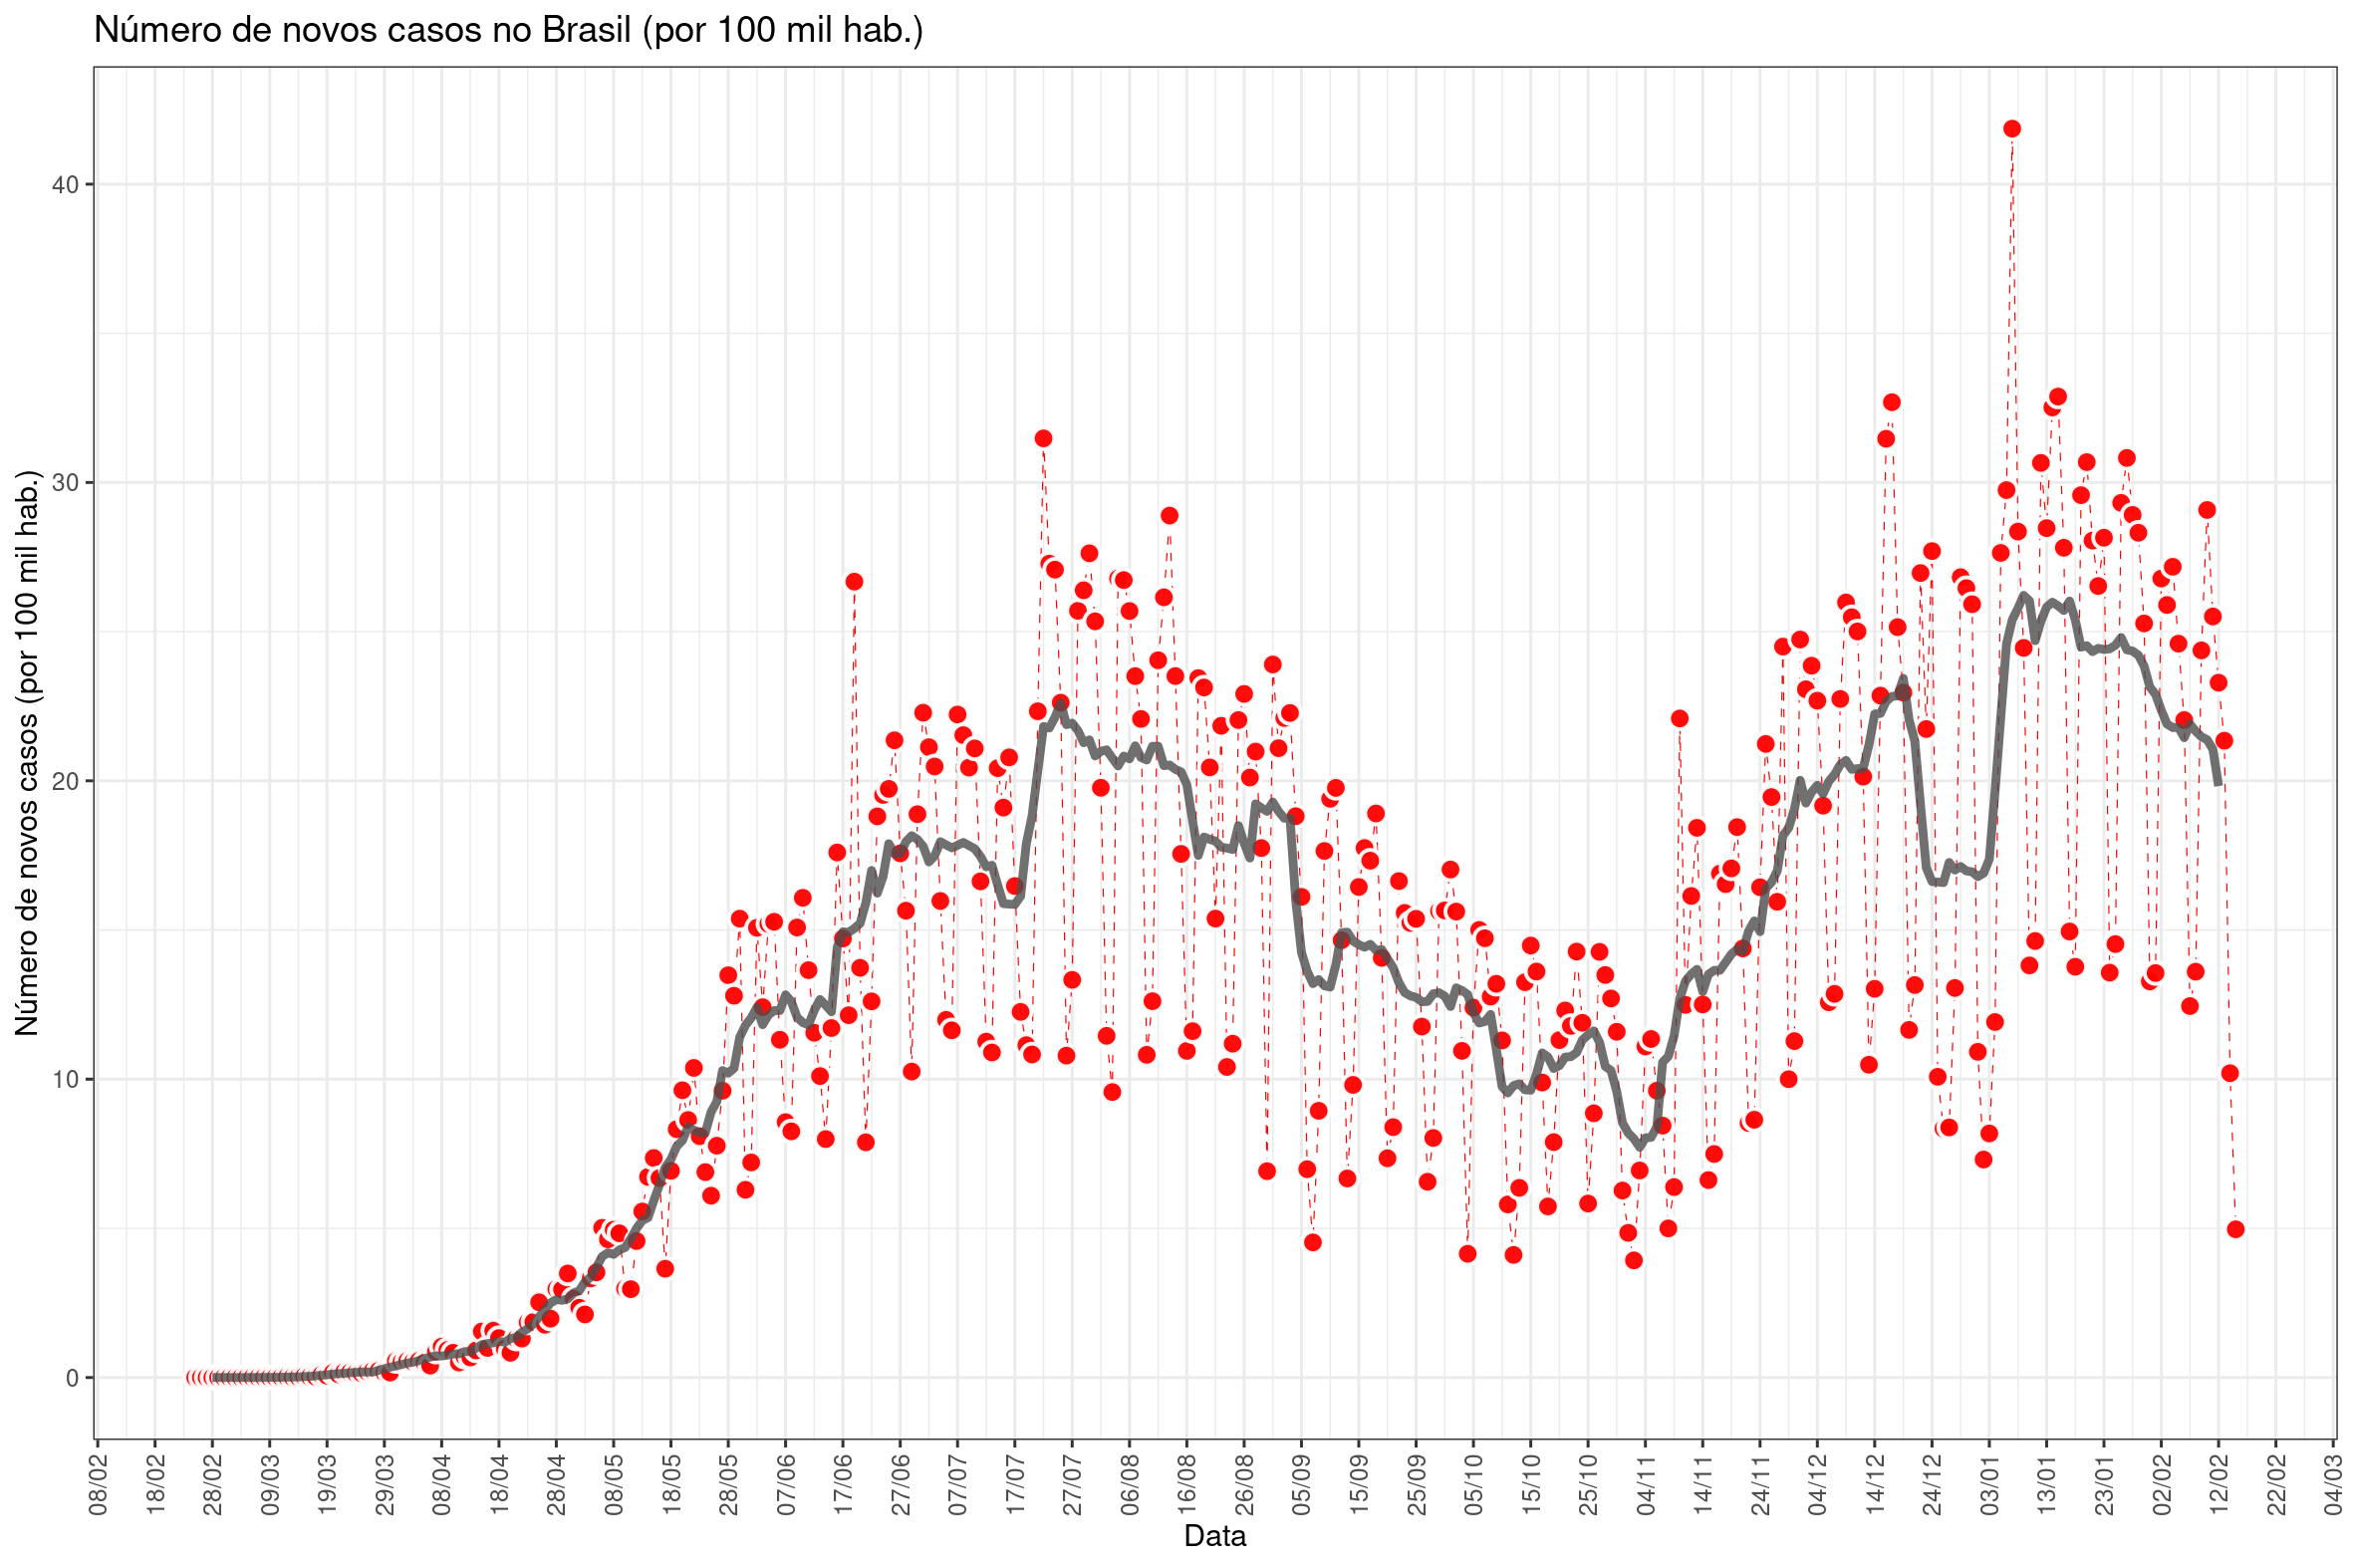 Número de novos casos no Brasil (por 100 mil hab.)
Número de novos casos (por 100 mil hab.)
40
30
20
10
0
08/02 18/02 28/02 09/03 19/03 29/03 08/04 18/04 28/04 08/05 18/05 28/05 07/06 17/06 27/06 07/07 17/07 27/07 06/08 16/08 26/08 05/09 15/09 25/09 05/10 15/10 25/10 04/11 14/11 24/11 04/12 14/12 24/12 03/01 13/01 23/01 02/02 12/02 22/02 04/03
Data